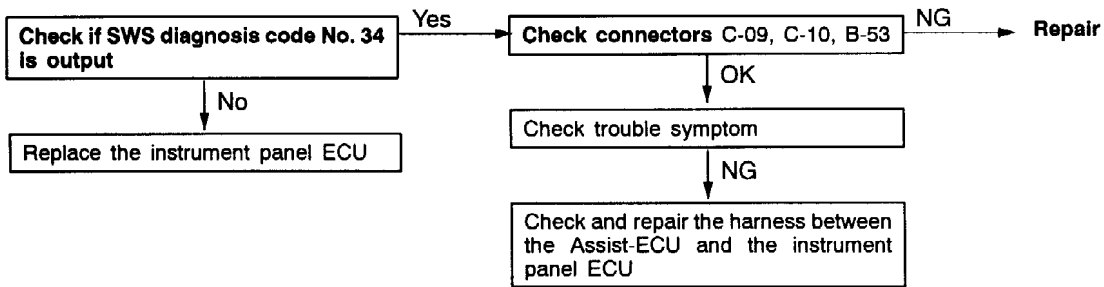 Check if SWS diagnosis code No. 34
is output
Yes
Check connectors C-09, C-10, B-53
NG
Repair
No
OK
Replace the instrument panel ECU
Check trouble symptom
NG
Check and repair the harness between
the Assist-ECU and the instrument
panel ECU